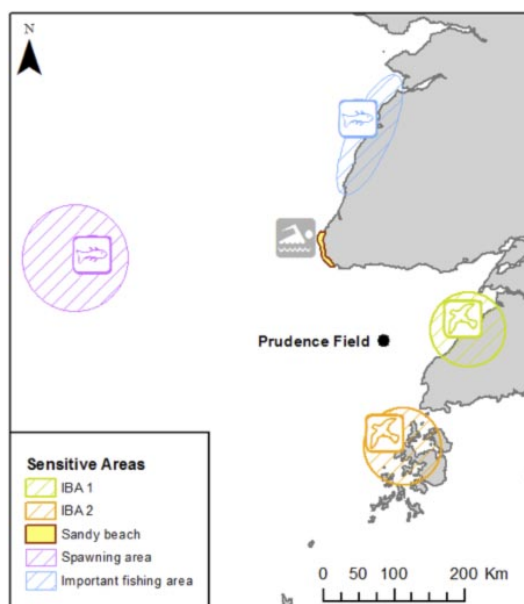 N
Prudence Field
Sensitive Areas
IBA 1
IBA 2
Sandy beach
Spawning area
Important fishing area
0 50 100 200 Km